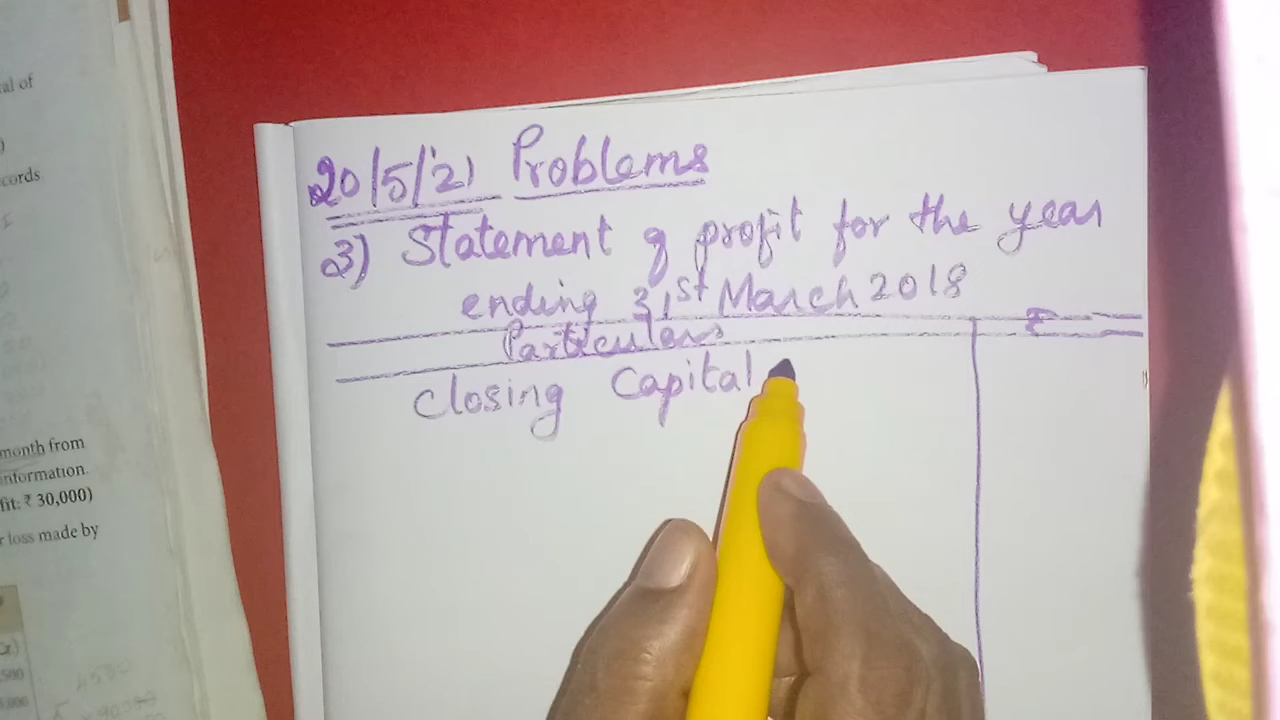 al of
)
cords
month from
information.
fit: ₹ 30,000)
r loss made by
500
20/5/21 Problems
3) Statement of profit for the year
ending 31st March 2018
Particulars ₹
Closing Capital